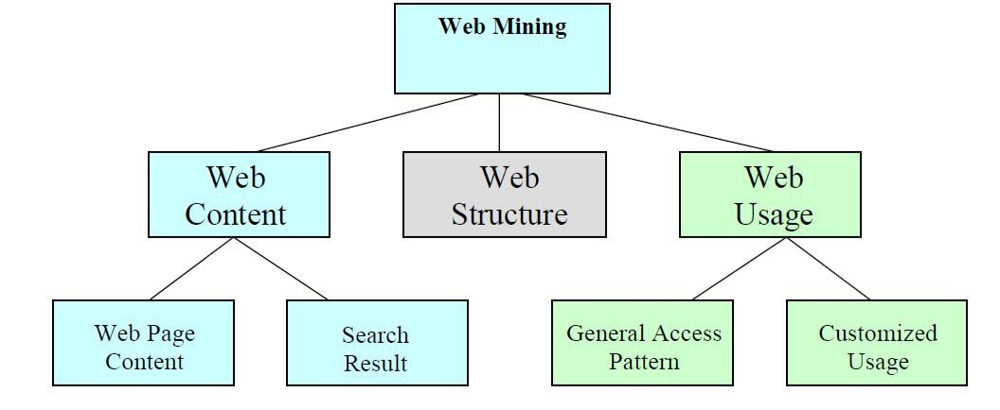 Web Mining
Web
Content
Web
Structure
Web
Usage
Web Page
Content
Search
Result
General Access
Pattern
Customized
Usage